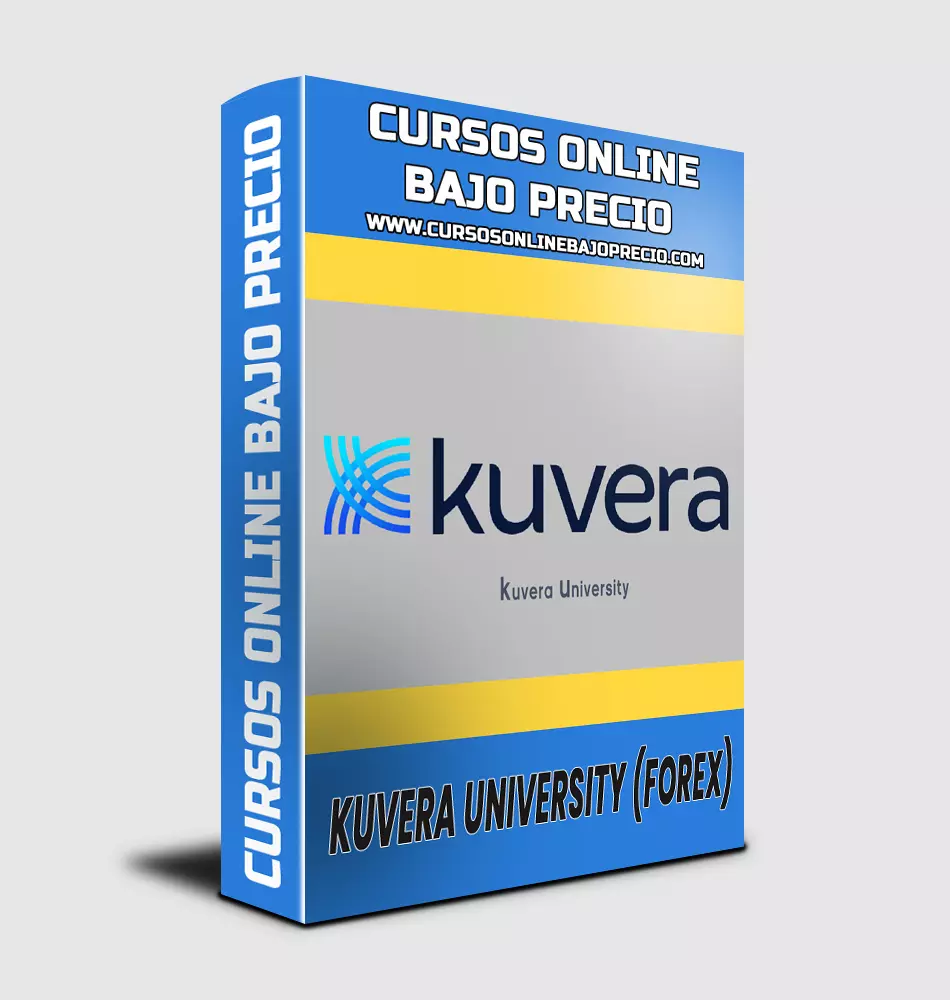 CURSOS ONLINE BAJO PRECIO
CURSOS ONLINE
BAJO PRECIO
WWW.CURSOSONLINEBAJOPRECIO.COM
kuvera
Kuvera University
KUVERA UNIVERSITY (FOREX)